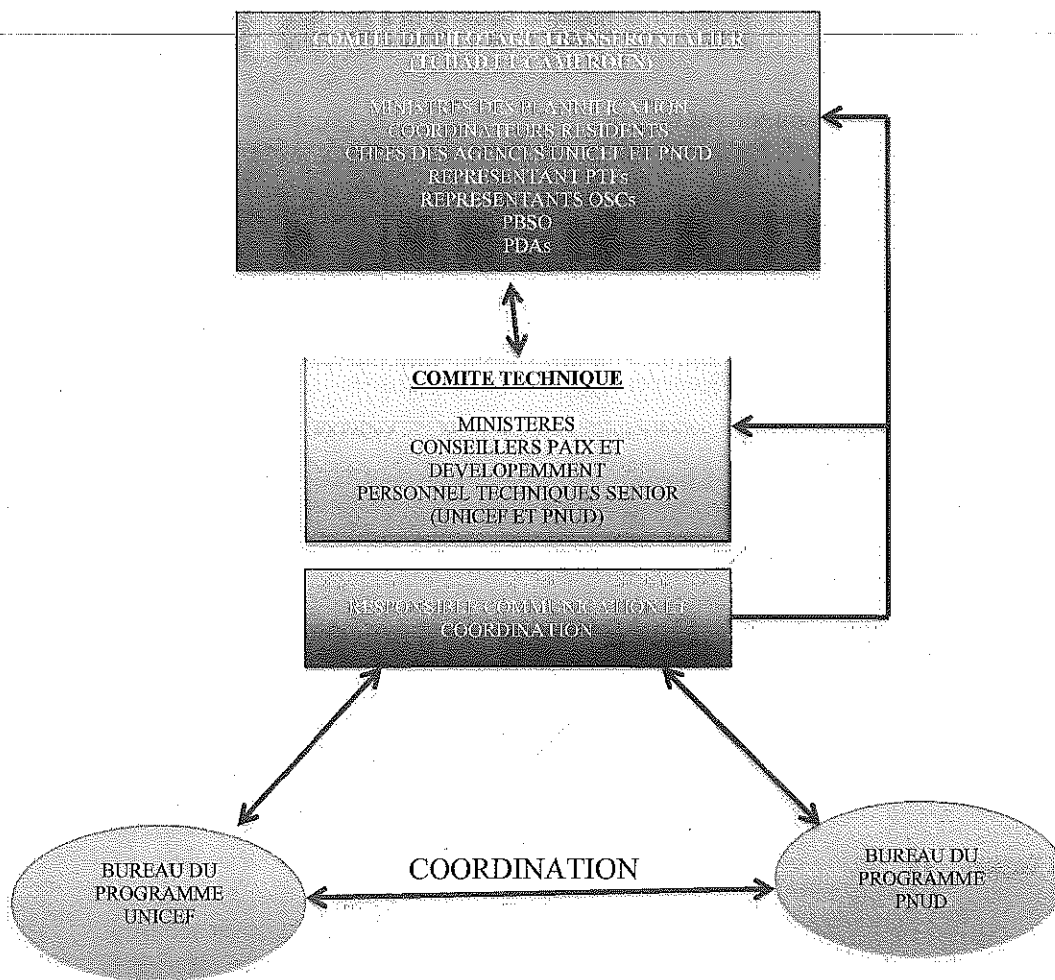 COMITE DE PILOTAGE TRANSFRONTALIER
(TCHAD ET CAMEROUN)
MINISTRES DES PLANNIFICATION
COORDINATEURS RESIDENTS
CHEFS DES AGENCES UNICEF ET PNUD
REPRESENTANT PTFs
REPRESENTANTS OSCs
PBSO
PDAs
COMITE TECHNIQUE
MINISTERES
CONSEILLERS PAIX ET
DEVELOPEMMENT
PERSONNEL TECHNIQUES SENIOR
(UNICEF ET PNUD)
RESPONSIBLE COMMUNICATION ET
COORDINATION
COORDINATION
BUREAU DU
PROGRAMME
UNICEF
BUREAU DU
PROGRAMME
PNUD